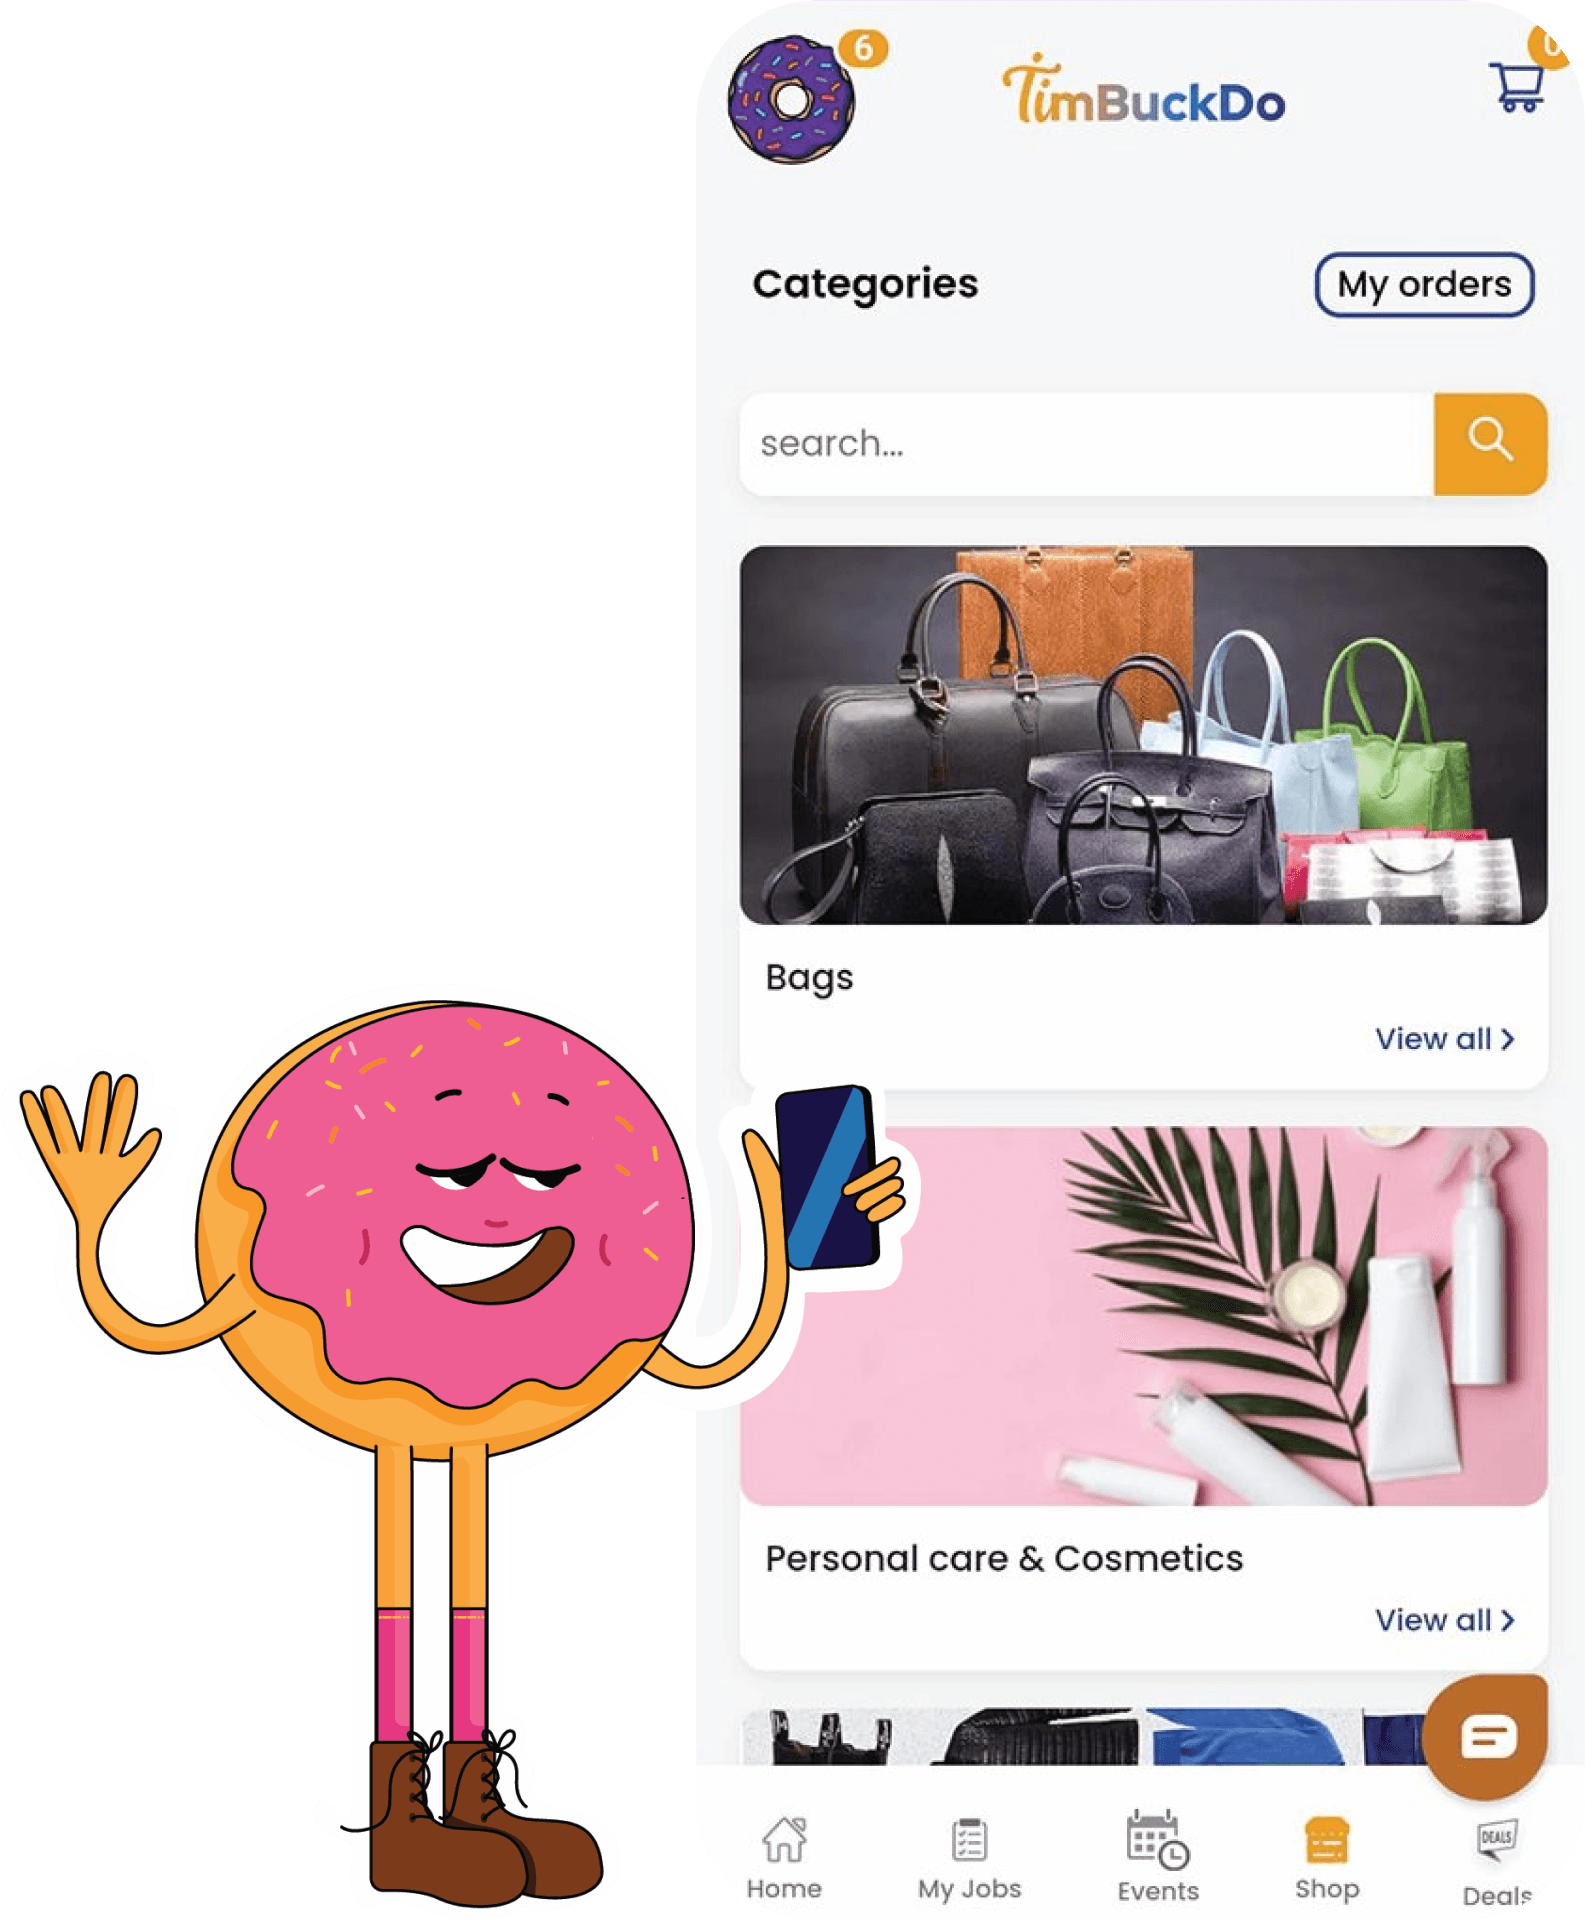 6
TimBuckDo
0
Categories
My orders
search...
Bags
View all
Personal care & Cosmetics
View all
DEALS
Home
My Jobs
Events
Shop
Deals